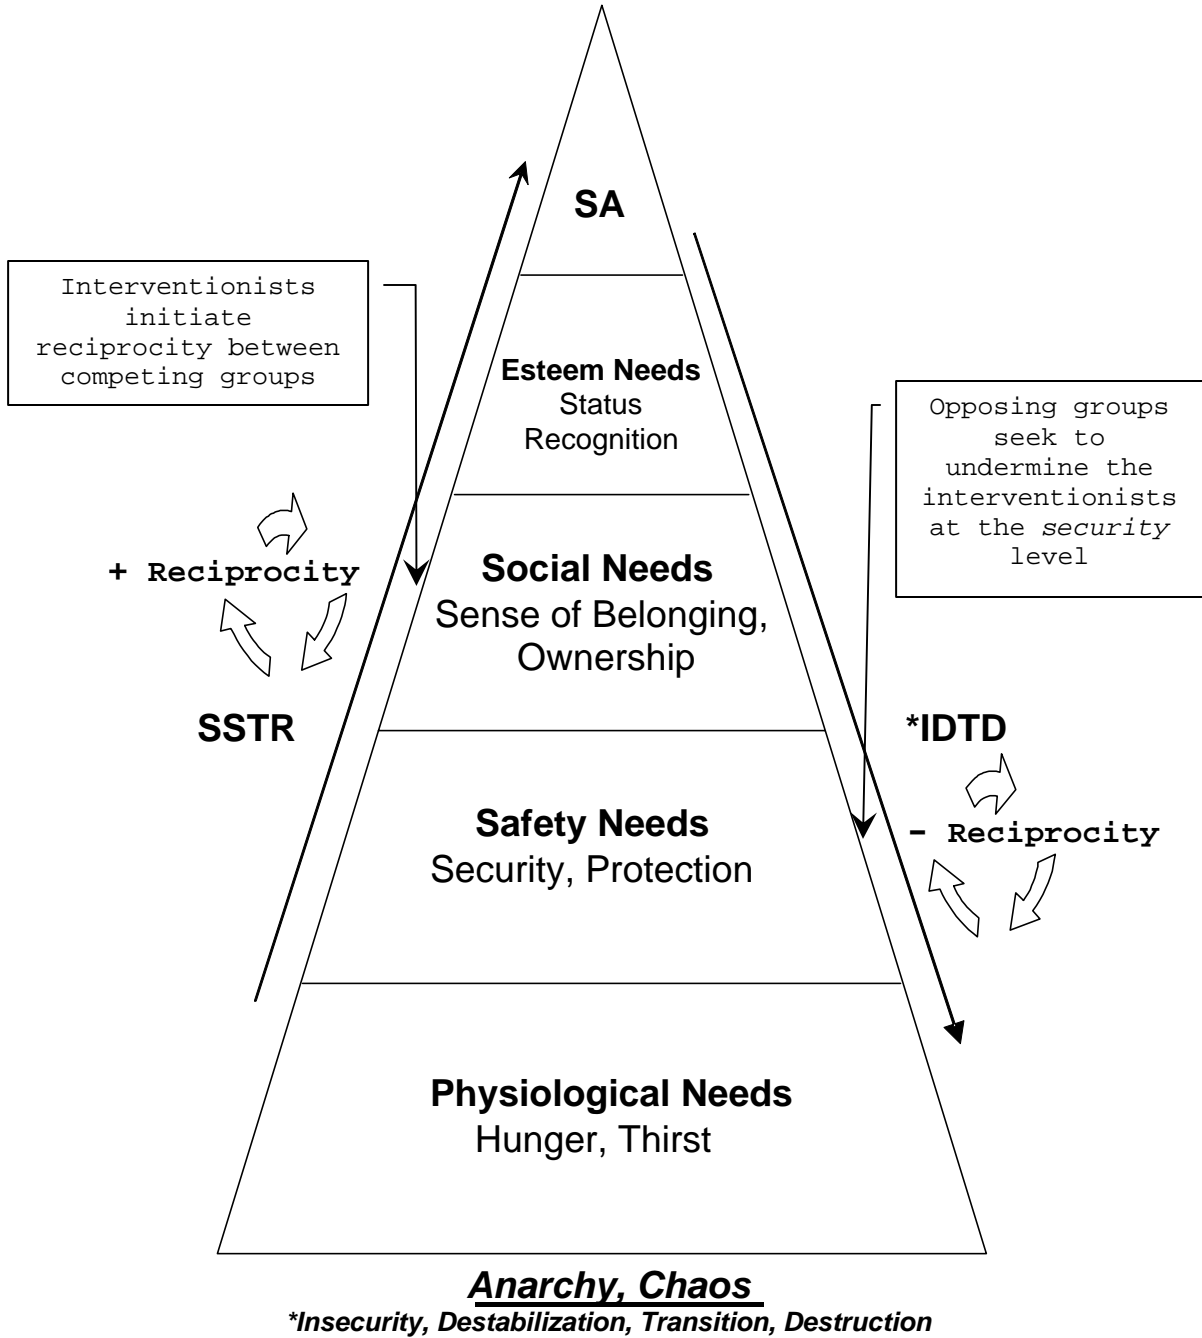 SA
Interventionists
initiate
reciprocity between
competing groups
Esteem Needs
Status
Recognition
Opposing groups
seek to
undermine the
interventionists
at the security
level
+ Reciprocity
Social Needs
Sense of Belonging,
Ownership
SSTR
*IDTD
Safety Needs
Security, Protection
- Reciprocity
Physiological Needs
Hunger, Thirst
Anarchy, Chaos
*Insecurity, Destabilization, Transition, Destruction